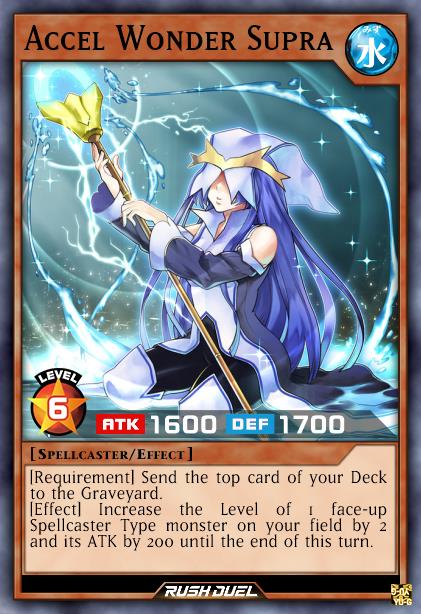 Accel Wonder Supra
みず
水
LEVEL
6
ATK 1600 DEF 1700
[Spellcaster/Effect]
[Requirement] Send the top card of your Deck
to the Graveyard.
[Effect] Increase the Level of 1 face-up
Spellcaster Type monster on your field by 2
and its ATK by 200 until the end of this turn.
RUSH DUEL